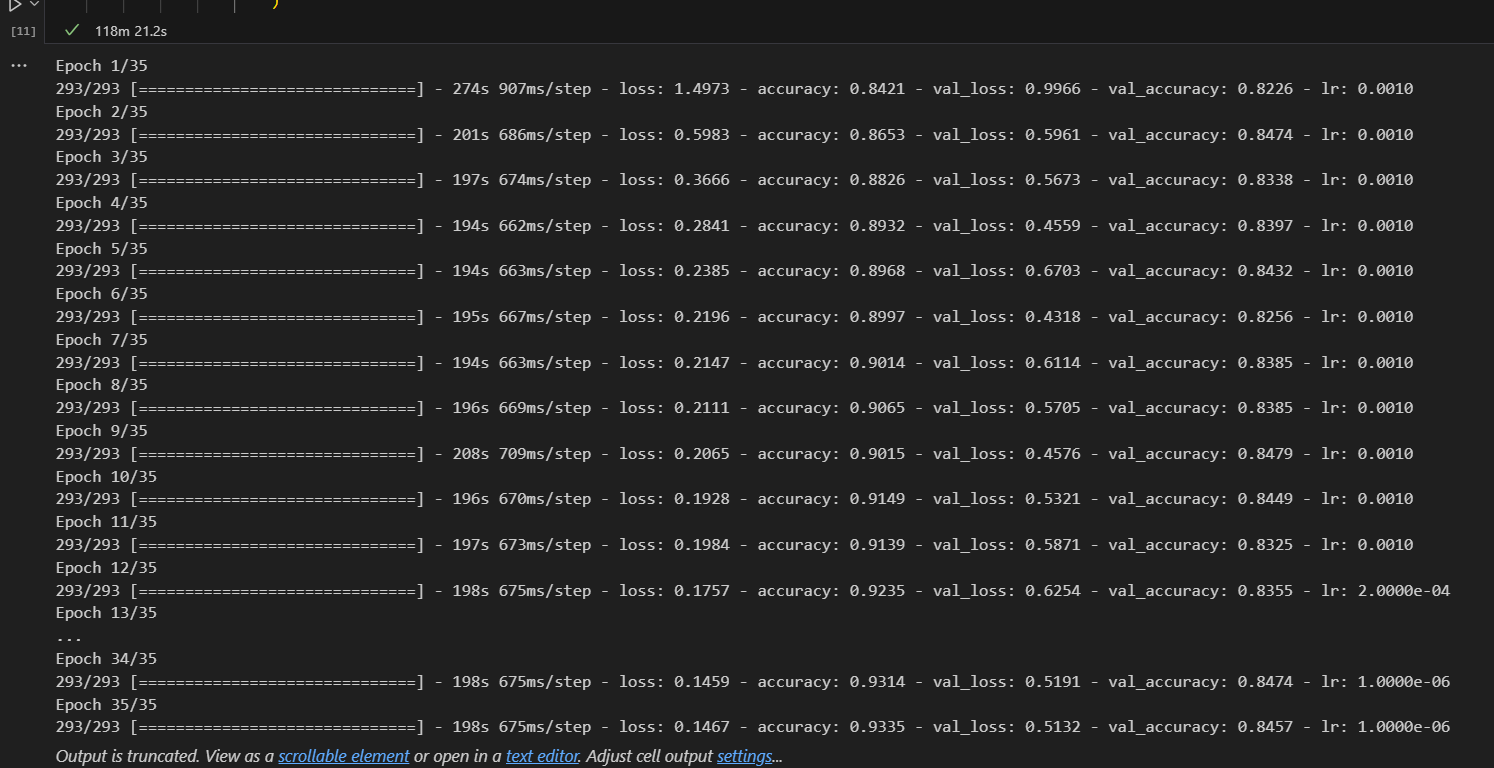 [11]
118m 21.2s
...
Epoch 1/35
293/293 [==============================] - 274s 907ms/step - loss: 1.4973 - accuracy: 0.8421 - val_loss: 0.9966 - val_accuracy: 0.8226 - lr: 0.0010
Epoch 2/35
293/293 [==============================] - 201s 686ms/step - loss: 0.5983 - accuracy: 0.8653 - val_loss: 0.5961 - val_accuracy: 0.8474 - lr: 0.0010
Epoch 3/35
293/293 [==============================] - 197s 674ms/step - loss: 0.3666 - accuracy: 0.8826 - val_loss: 0.5673 - val_accuracy: 0.8338 - lr: 0.0010
Epoch 4/35
293/293 [==============================] - 194s 662ms/step - loss: 0.2841 - accuracy: 0.8932 - val_loss: 0.4559 - val_accuracy: 0.8397 - lr: 0.0010
Epoch 5/35
293/293 [==============================] - 194s 663ms/step - loss: 0.2385 - accuracy: 0.8968 - val_loss: 0.6703 - val_accuracy: 0.8432 - lr: 0.0010
Epoch 6/35
293/293 [==============================] - 195s 667ms/step - loss: 0.2196 - accuracy: 0.8997 - val_loss: 0.4318 - val_accuracy: 0.8256 - lr: 0.0010
Epoch 7/35
293/293 [==============================] - 194s 663ms/step - loss: 0.2147 - accuracy: 0.9014 - val_loss: 0.6114 - val_accuracy: 0.8385 - lr: 0.0010
Epoch 8/35
293/293 [==============================] - 196s 669ms/step - loss: 0.2111 - accuracy: 0.9065 - val_loss: 0.5705 - val_accuracy: 0.8385 - lr: 0.0010
Epoch 9/35
293/293 [==============================] - 208s 709ms/step - loss: 0.2065 - accuracy: 0.9015 - val_loss: 0.4576 - val_accuracy: 0.8479 - lr: 0.0010
Epoch 10/35
293/293 [==============================] - 196s 670ms/step - loss: 0.1928 - accuracy: 0.9149 - val_loss: 0.5321 - val_accuracy: 0.8449 - lr: 0.0010
Epoch 11/35
293/293 [==============================] - 197s 673ms/step - loss: 0.1984 - accuracy: 0.9139 - val_loss: 0.5871 - val_accuracy: 0.8325 - lr: 0.0010
Epoch 12/35
293/293 [==============================] - 198s 675ms/step - loss: 0.1757 - accuracy: 0.9235 - val_loss: 0.6254 - val_accuracy: 0.8355 - lr: 2.0000e-04
Epoch 13/35
...
Epoch 34/35
293/293 [==============================] - 198s 675ms/step - loss: 0.1459 - accuracy: 0.9314 - val_loss: 0.5191 - val_accuracy: 0.8474 - lr: 1.0000e-06
Epoch 35/35
293/293 [==============================] - 198s 675ms/step - loss: 0.1467 - accuracy: 0.9335 - val_loss: 0.5132 - val_accuracy: 0.8457 - lr: 1.0000e-06
Output is truncated. View as a scrollable element or open in a text editor. Adjust cell output settings...